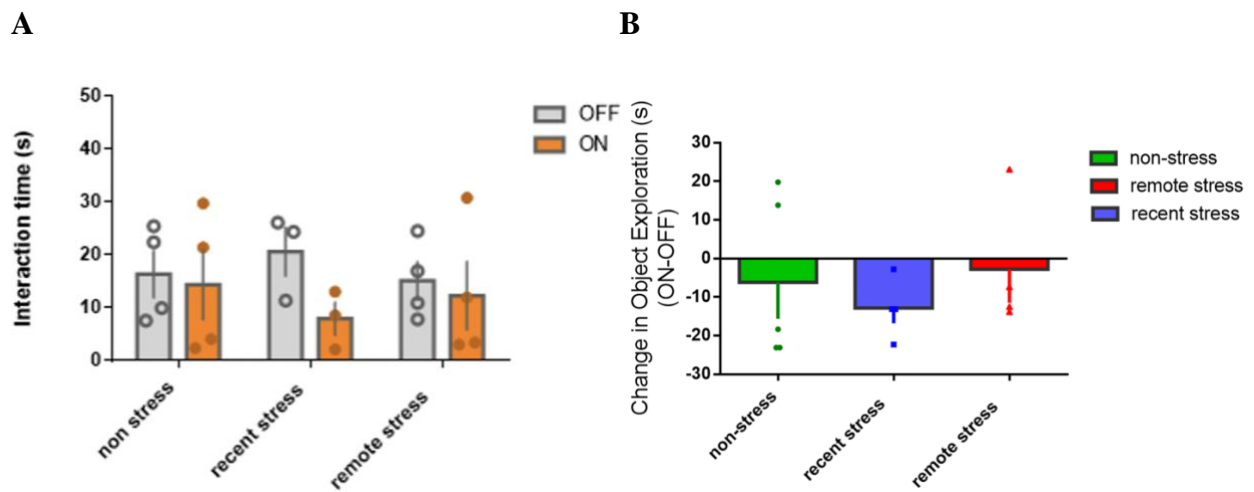 A
B
Interaction time (s)
50
40
30
20
10
0
OFF
ON
non stress
recent stress
remote stress
Change in Object Exploration (s)
(ON-OFF)
30
20
10
0
-10
-20
-30
non-stress
remote stress
recent stress
non-stress
recent stress
remote stress